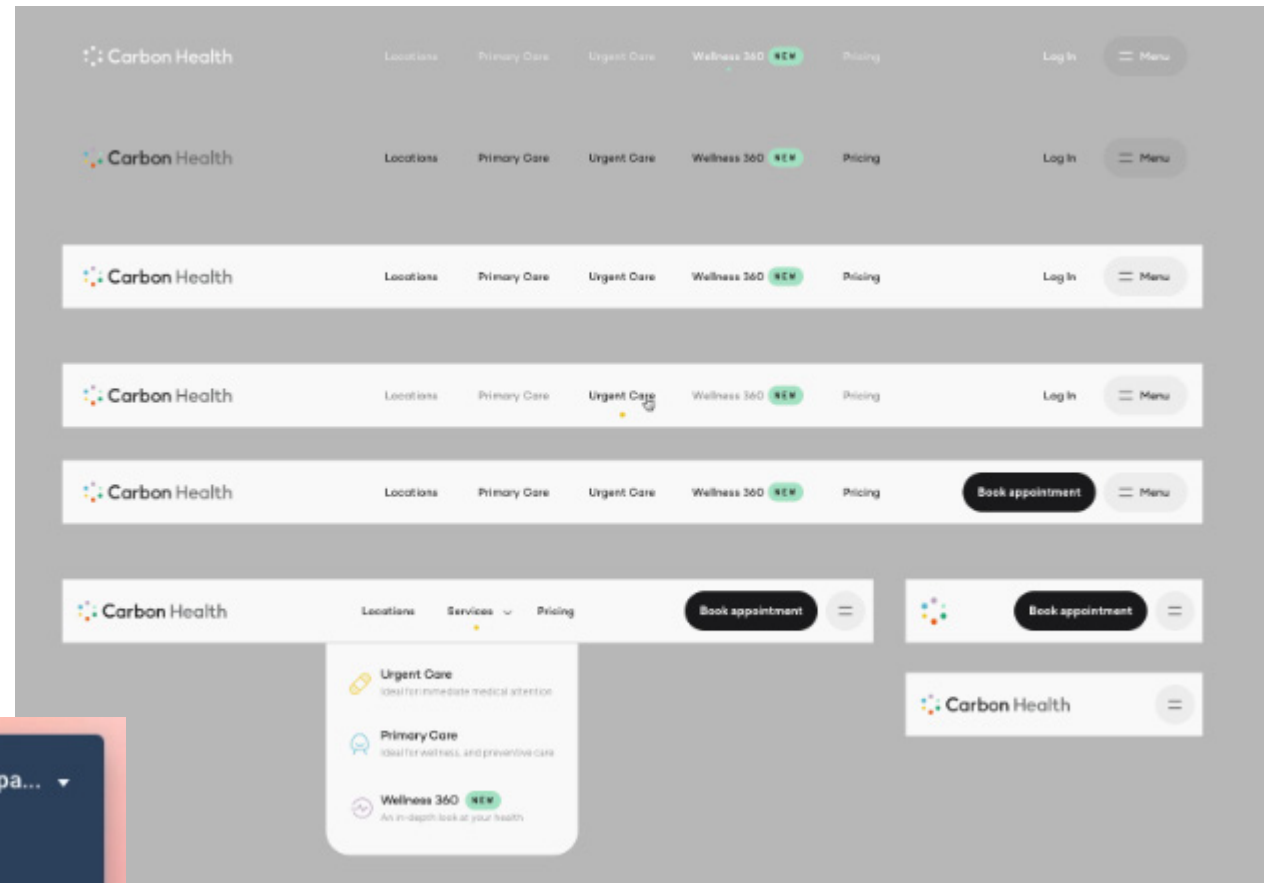 Carbon Health Locations Primary Care Urgent Care Wellness 360 NEW Pricing Log In Menu
Carbon Health Locations Primary Care Urgent Care Wellness 360 NEW Pricing Log In Menu
Carbon Health Locations Primary Care Urgent Care Wellness 360 NEW Pricing Log In Menu
Carbon Health Locations Primary Care Urgent Care Wellness 360 NEW Pricing Log In Menu
Carbon Health Locations Primary Care Urgent Care Wellness 360 NEW Pricing Book appointment Menu
Carbon Health Locations Services Pricing Book appointment
Book appointment
Urgent Care
Ideal for immediate medical attention
Primary Care
Ideal for wellness, and preventive care
Wellness 360 NEW
An in-depth look at your health
Carbon Health
pa...